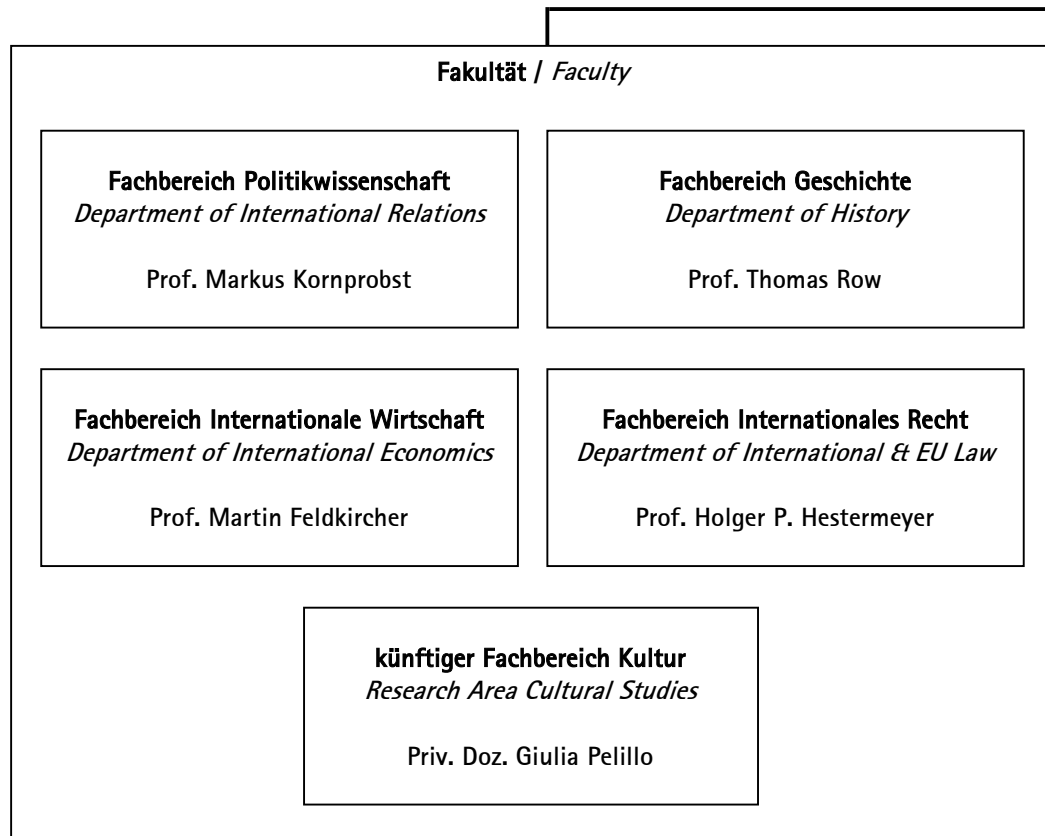 Fakultät / Faculty
Fachbereich Politikwissenschaft
Department of International Relations
Prof. Markus Kornprobst
Fachbereich Geschichte
Department of History
Prof. Thomas Row
Fachbereich Internationale Wirtschaft
Department of International Economics
Prof. Martin Feldkircher
Fachbereich Internationales Recht
Department of International & EU Law
Prof. Holger P. Hestermeyer
künftiger Fachbereich Kultur
Research Area Cultural Studies
Priv. Doz. Giulia Pelillo